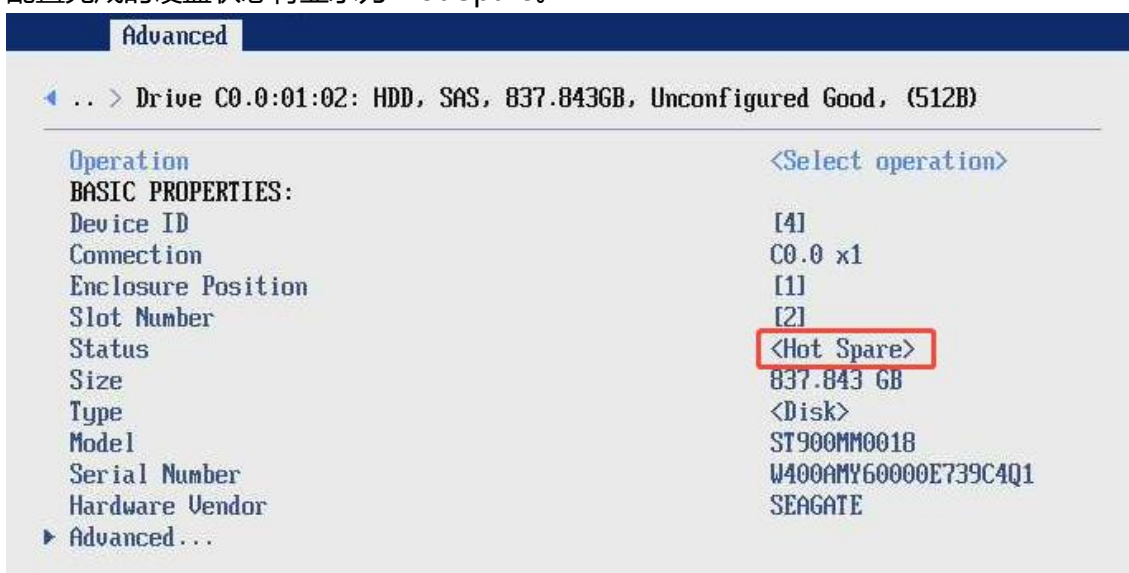 Advanced
.. > Drive C0.0:01:02: HDD, SAS, 837.843GB, Unconfigured Good, (512B)
Operation <Select operation>
BASIC PROPERTIES:
Device ID [4]
Connection C0.0 x1
Enclosure Position [1]
Slot Number [2]
Status <Hot Spare>
Size 837.843 GB
Type <Disk>
Model ST900MM0018
Serial Number W400AMY60000E739C4Q1
Hardware Vendor SEAGATE
Advanced...